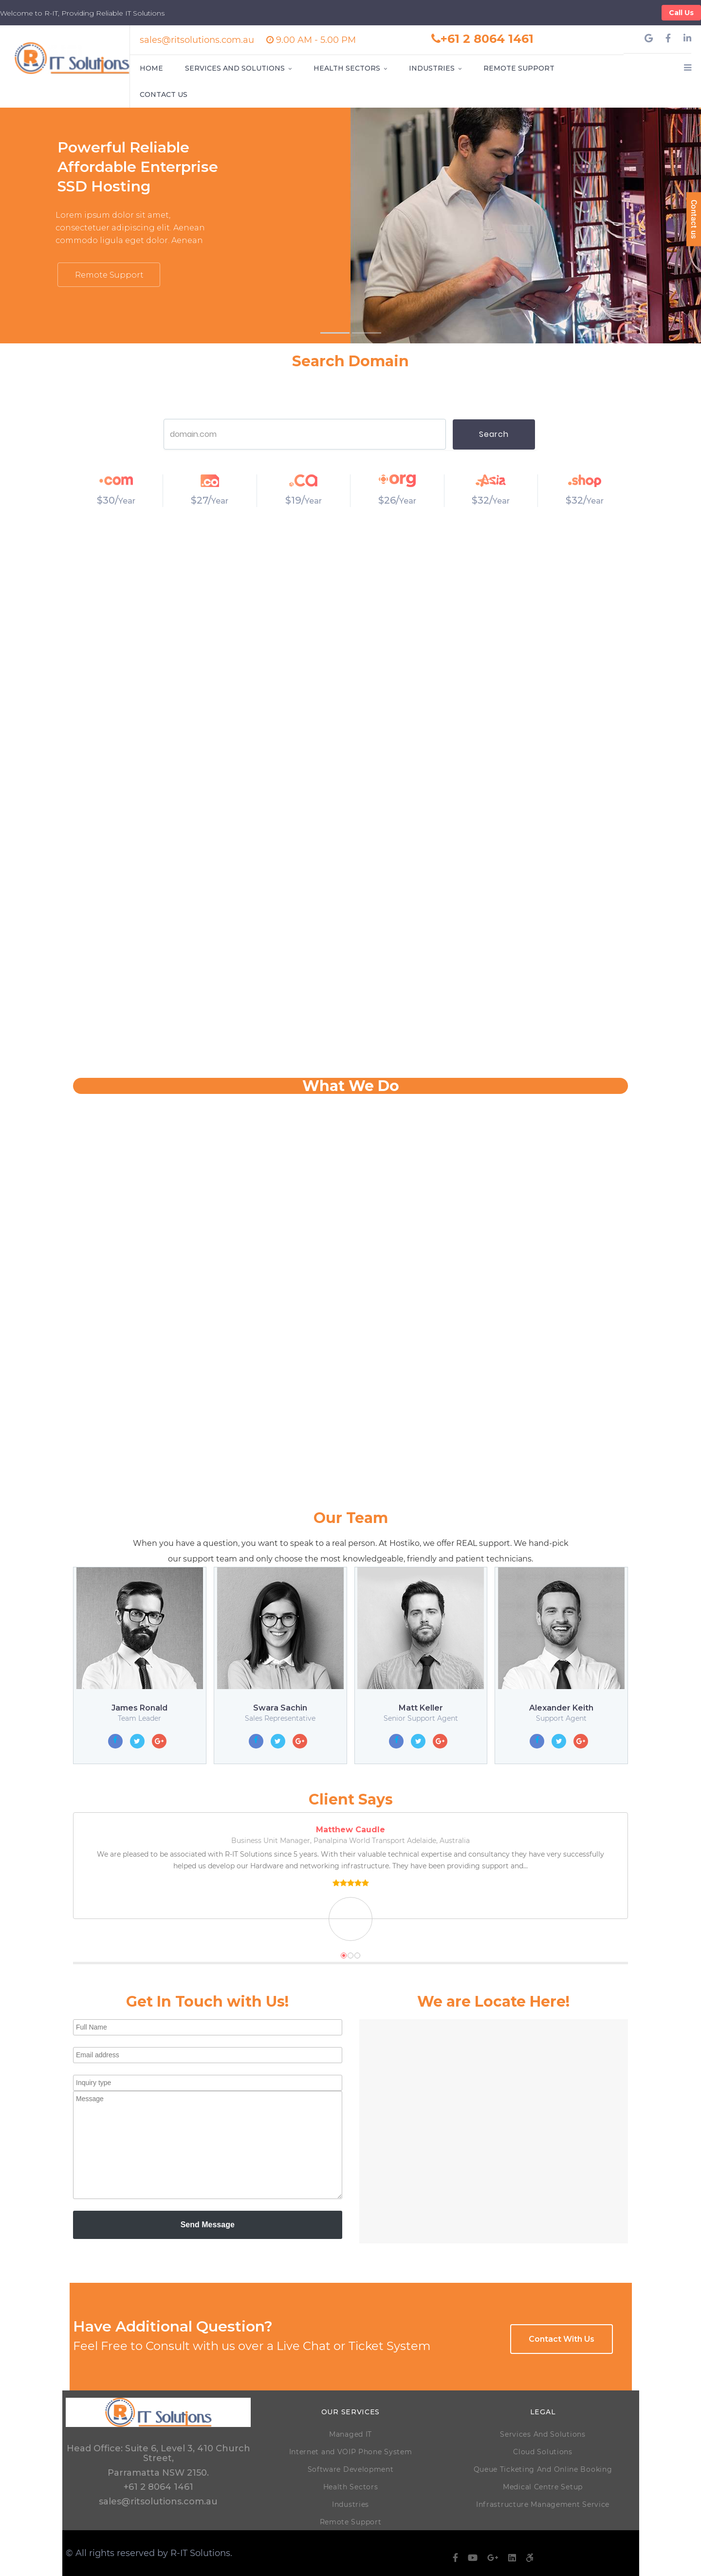 Welcome to R-IT, Providing Reliable IT Solutions
Call Us
R IT Solutions
sales@ritsolutions.com.au
9.00 AM - 5.00 PM
+61 2 8064 1461
HOME
SERVICES AND SOLUTIONS
HEALTH SECTORS
INDUSTRIES
REMOTE SUPPORT
CONTACT US
Powerful Reliable
Affordable Enterprise
SSD Hosting
Lorem ipsum dolor sit amet,
consectetuer adipiscing elit. Aenean
commodo ligula eget dolor. Aenean
Remote Support
Contact us
Search Domain
domain.com
Search
.com
.co
.ca
.org
.Asia
.shop
$30/Year
$27/Year
$19/Year
$26/Year
$32/Year
$32/Year
What We Do
Our Team
When you have a question, you want to speak to a real person. At Hostiko, we offer REAL support. We hand-pick
our support team and only choose the most knowledgeable, friendly and patient technicians.
James Ronald
Team Leader
Swara Sachin
Sales Representative
Matt Keller
Senior Support Agent
Alexander Keith
Support Agent
Client Says
Matthew Caudle
Business Unit Manager, Panalpina World Transport Adelaide, Australia
We are pleased to be associated with R-IT Solutions since 5 years. With their valuable technical expertise and consultancy they have very successfully
helped us develop our Hardware and networking infrastructure. They have been providing support and...
Get In Touch with Us!
Full Name
Email address
Inquiry type
Message
Send Message
We are Locate Here!
Have Additional Question?
Feel Free to Consult with us over a Live Chat or Ticket System
Contact With Us
R IT Solutions
Head Office: Suite 6, Level 3, 410 Church
Street,
Parramatta NSW 2150.
+61 2 8064 1461
sales@ritsolutions.com.au
OUR SERVICES
Managed IT
Internet and VOIP Phone System
Software Development
Health Sectors
Industries
Remote Support
LEGAL
Services And Solutions
Cloud Solutions
Queue Ticketing And Online Booking
Medical Centre Setup
Infrastructure Management Service
© All rights reserved by R-IT Solutions.